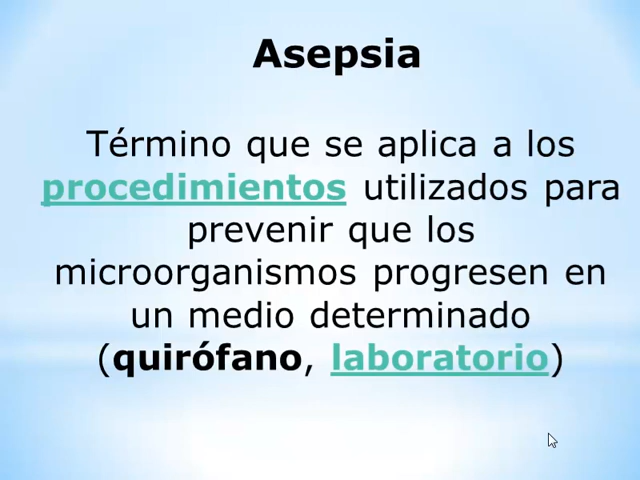 Asepsia
Término que se aplica a los
procedimientos utilizados para
prevenir que los
microorganismos progresen en
un medio determinado
(quirófano, laboratorio)